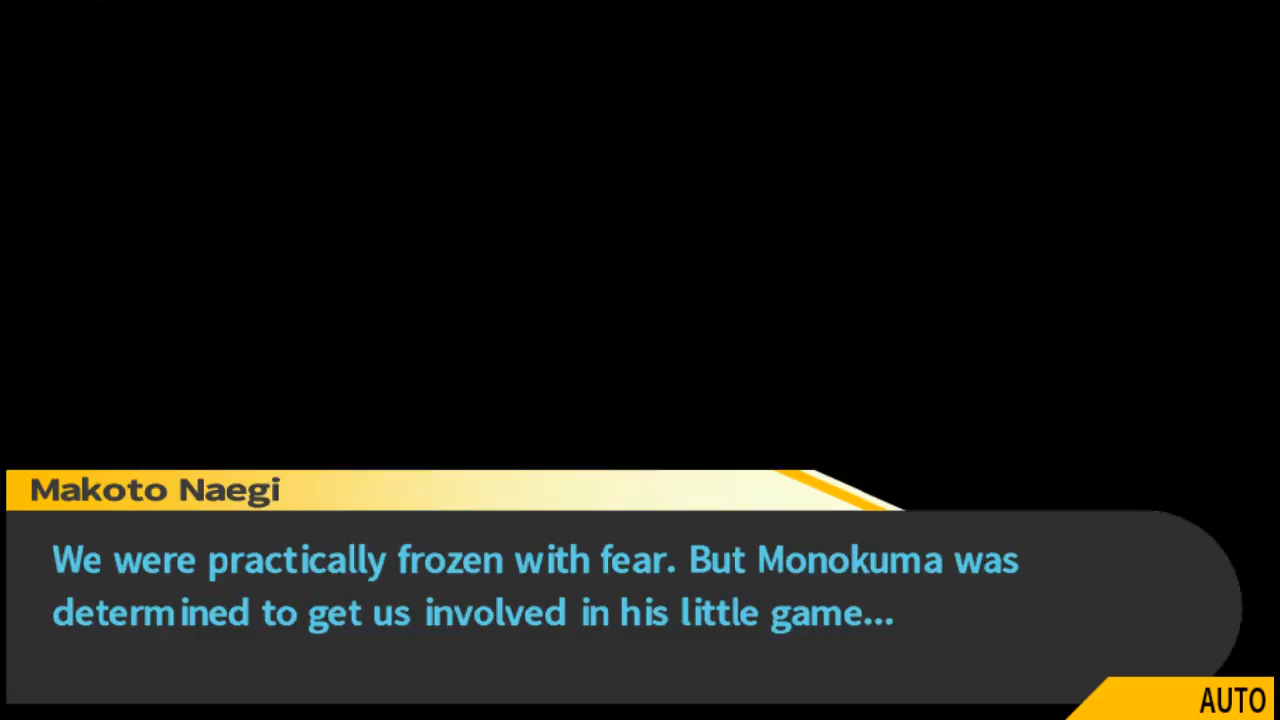 Makoto Naegi
We were practically frozen with fear. But Monokuma was
determined to get us involved in his little game...
AUTO